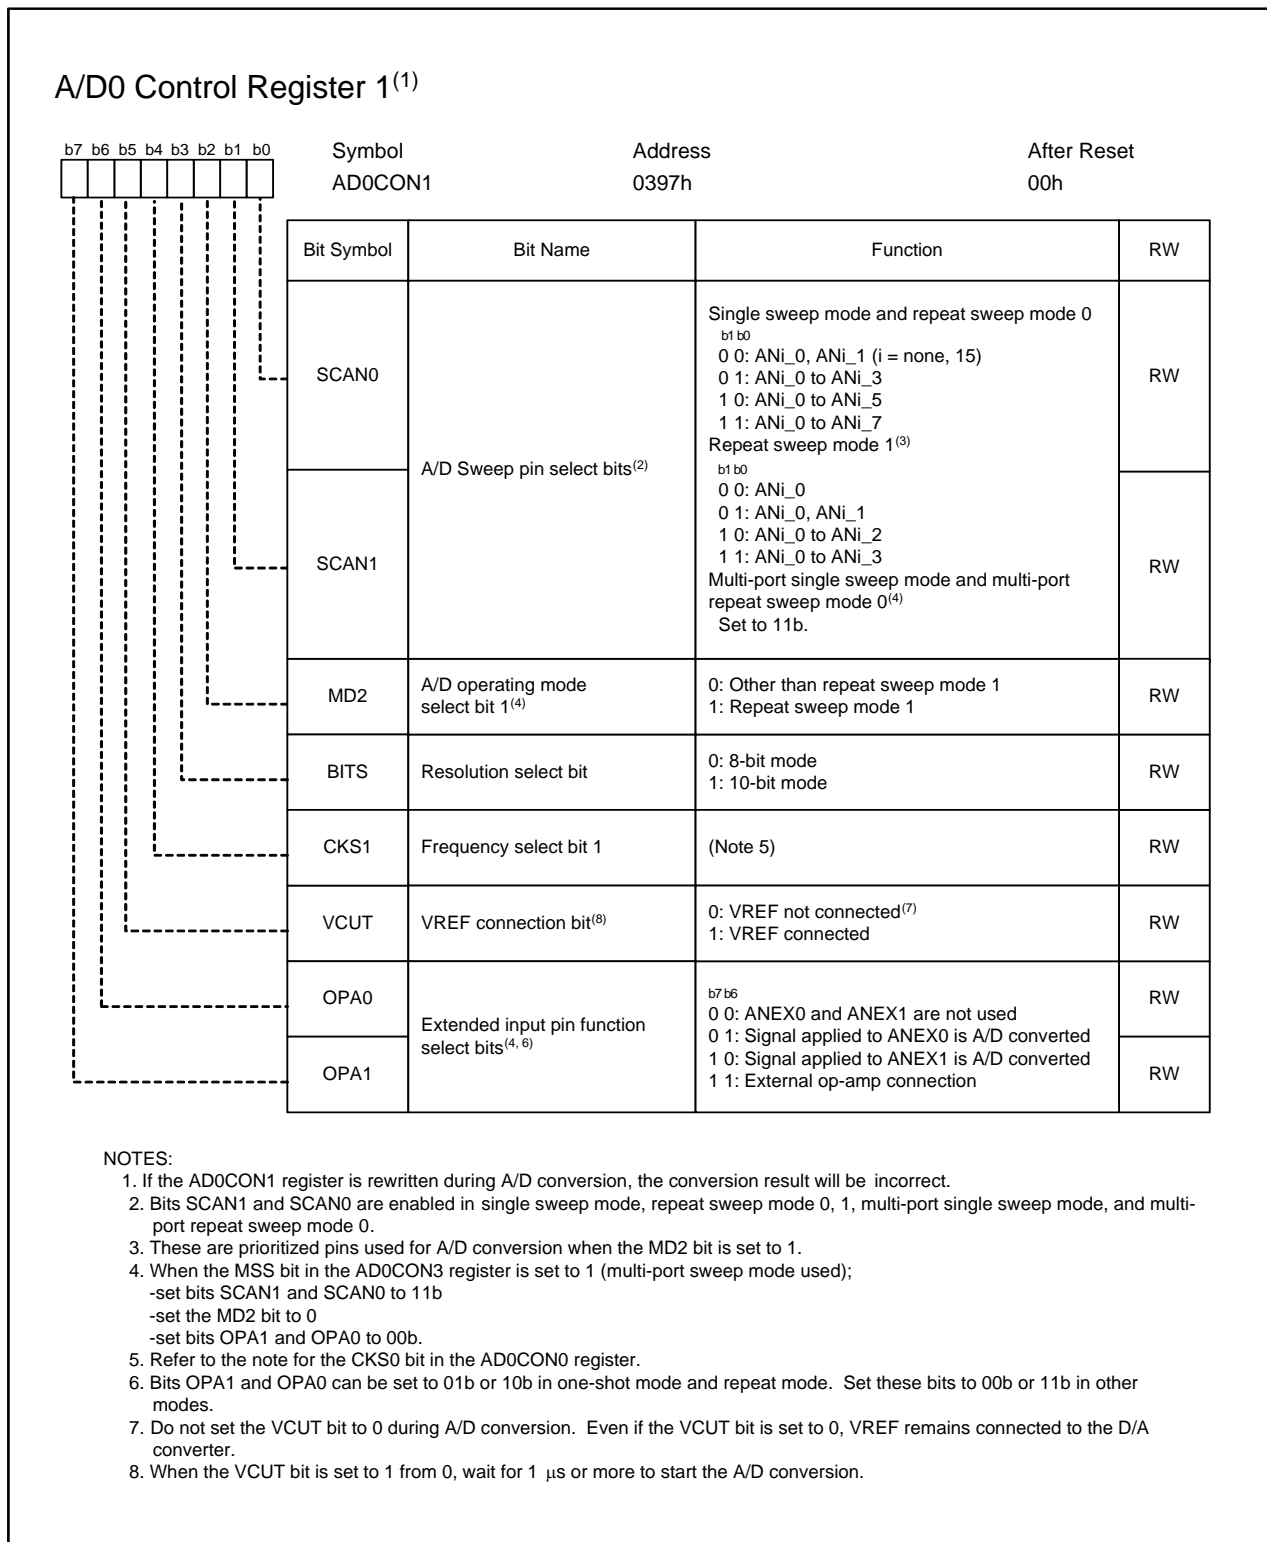 A/D0 Control Register 1(1)
b7 b6 b5 b4 b3 b2 b1 b0
Symbol Address After Reset
AD0CON1 0397h 00h
Bit Symbol Bit Name Function RW
SCAN0
SCAN1
A/D Sweep pin select bits(2)
Single sweep mode and repeat sweep mode 0
b1 b0
0 0: ANi_0, ANi_1 (i = none, 15)
0 1: ANi_0 to ANi_3
1 0: ANi_0 to ANi_5
1 1: ANi_0 to ANi_7
Repeat sweep mode 1(3)
b1 b0
0 0: ANi_0
0 1: ANi_0, ANi_1
1 0: ANi_0 to ANi_2
1 1: ANi_0 to ANi_3
Multi-port single sweep mode and multi-port
repeat sweep mode 0(4)
Set to 11b.
RW
RW
MD2
A/D operating mode
select bit 1(4)
0: Other than repeat sweep mode 1
1: Repeat sweep mode 1
RW
BITS
Resolution select bit
0: 8-bit mode
1: 10-bit mode
RW
CKS1 Frequency select bit 1 (Note 5) RW
VCUT
VREF connection bit(8)
0: VREF not connected(7)
1: VREF connected
RW
OPA0
OPA1
Extended input pin function
select bits(4, 6)
b7 b6
0 0: ANEX0 and ANEX1 are not used
0 1: Signal applied to ANEX0 is A/D converted
1 0: Signal applied to ANEX1 is A/D converted
1 1: External op-amp connection
RW
RW
NOTES:
1. If the AD0CON1 register is rewritten during A/D conversion, the conversion result will be incorrect.
2. Bits SCAN1 and SCAN0 are enabled in single sweep mode, repeat sweep mode 0, 1, multi-port single sweep mode, and multi-
port repeat sweep mode 0.
3. These are prioritized pins used for A/D conversion when the MD2 bit is set to 1.
4. When the MSS bit in the AD0CON3 register is set to 1 (multi-port sweep mode used);
-set bits SCAN1 and SCAN0 to 11b
-set the MD2 bit to 0
-set bits OPA1 and OPA0 to 00b.
5. Refer to the note for the CKS0 bit in the AD0CON0 register.
6. Bits OPA1 and OPA0 can be set to 01b or 10b in one-shot mode and repeat mode. Set these bits to 00b or 11b in other
modes.
7. Do not set the VCUT bit to 0 during A/D conversion. Even if the VCUT bit is set to 0, VREF remains connected to the D/A
converter.
8. When the VCUT bit is set to 1 from 0, wait for 1 μs or more to start the A/D conversion.